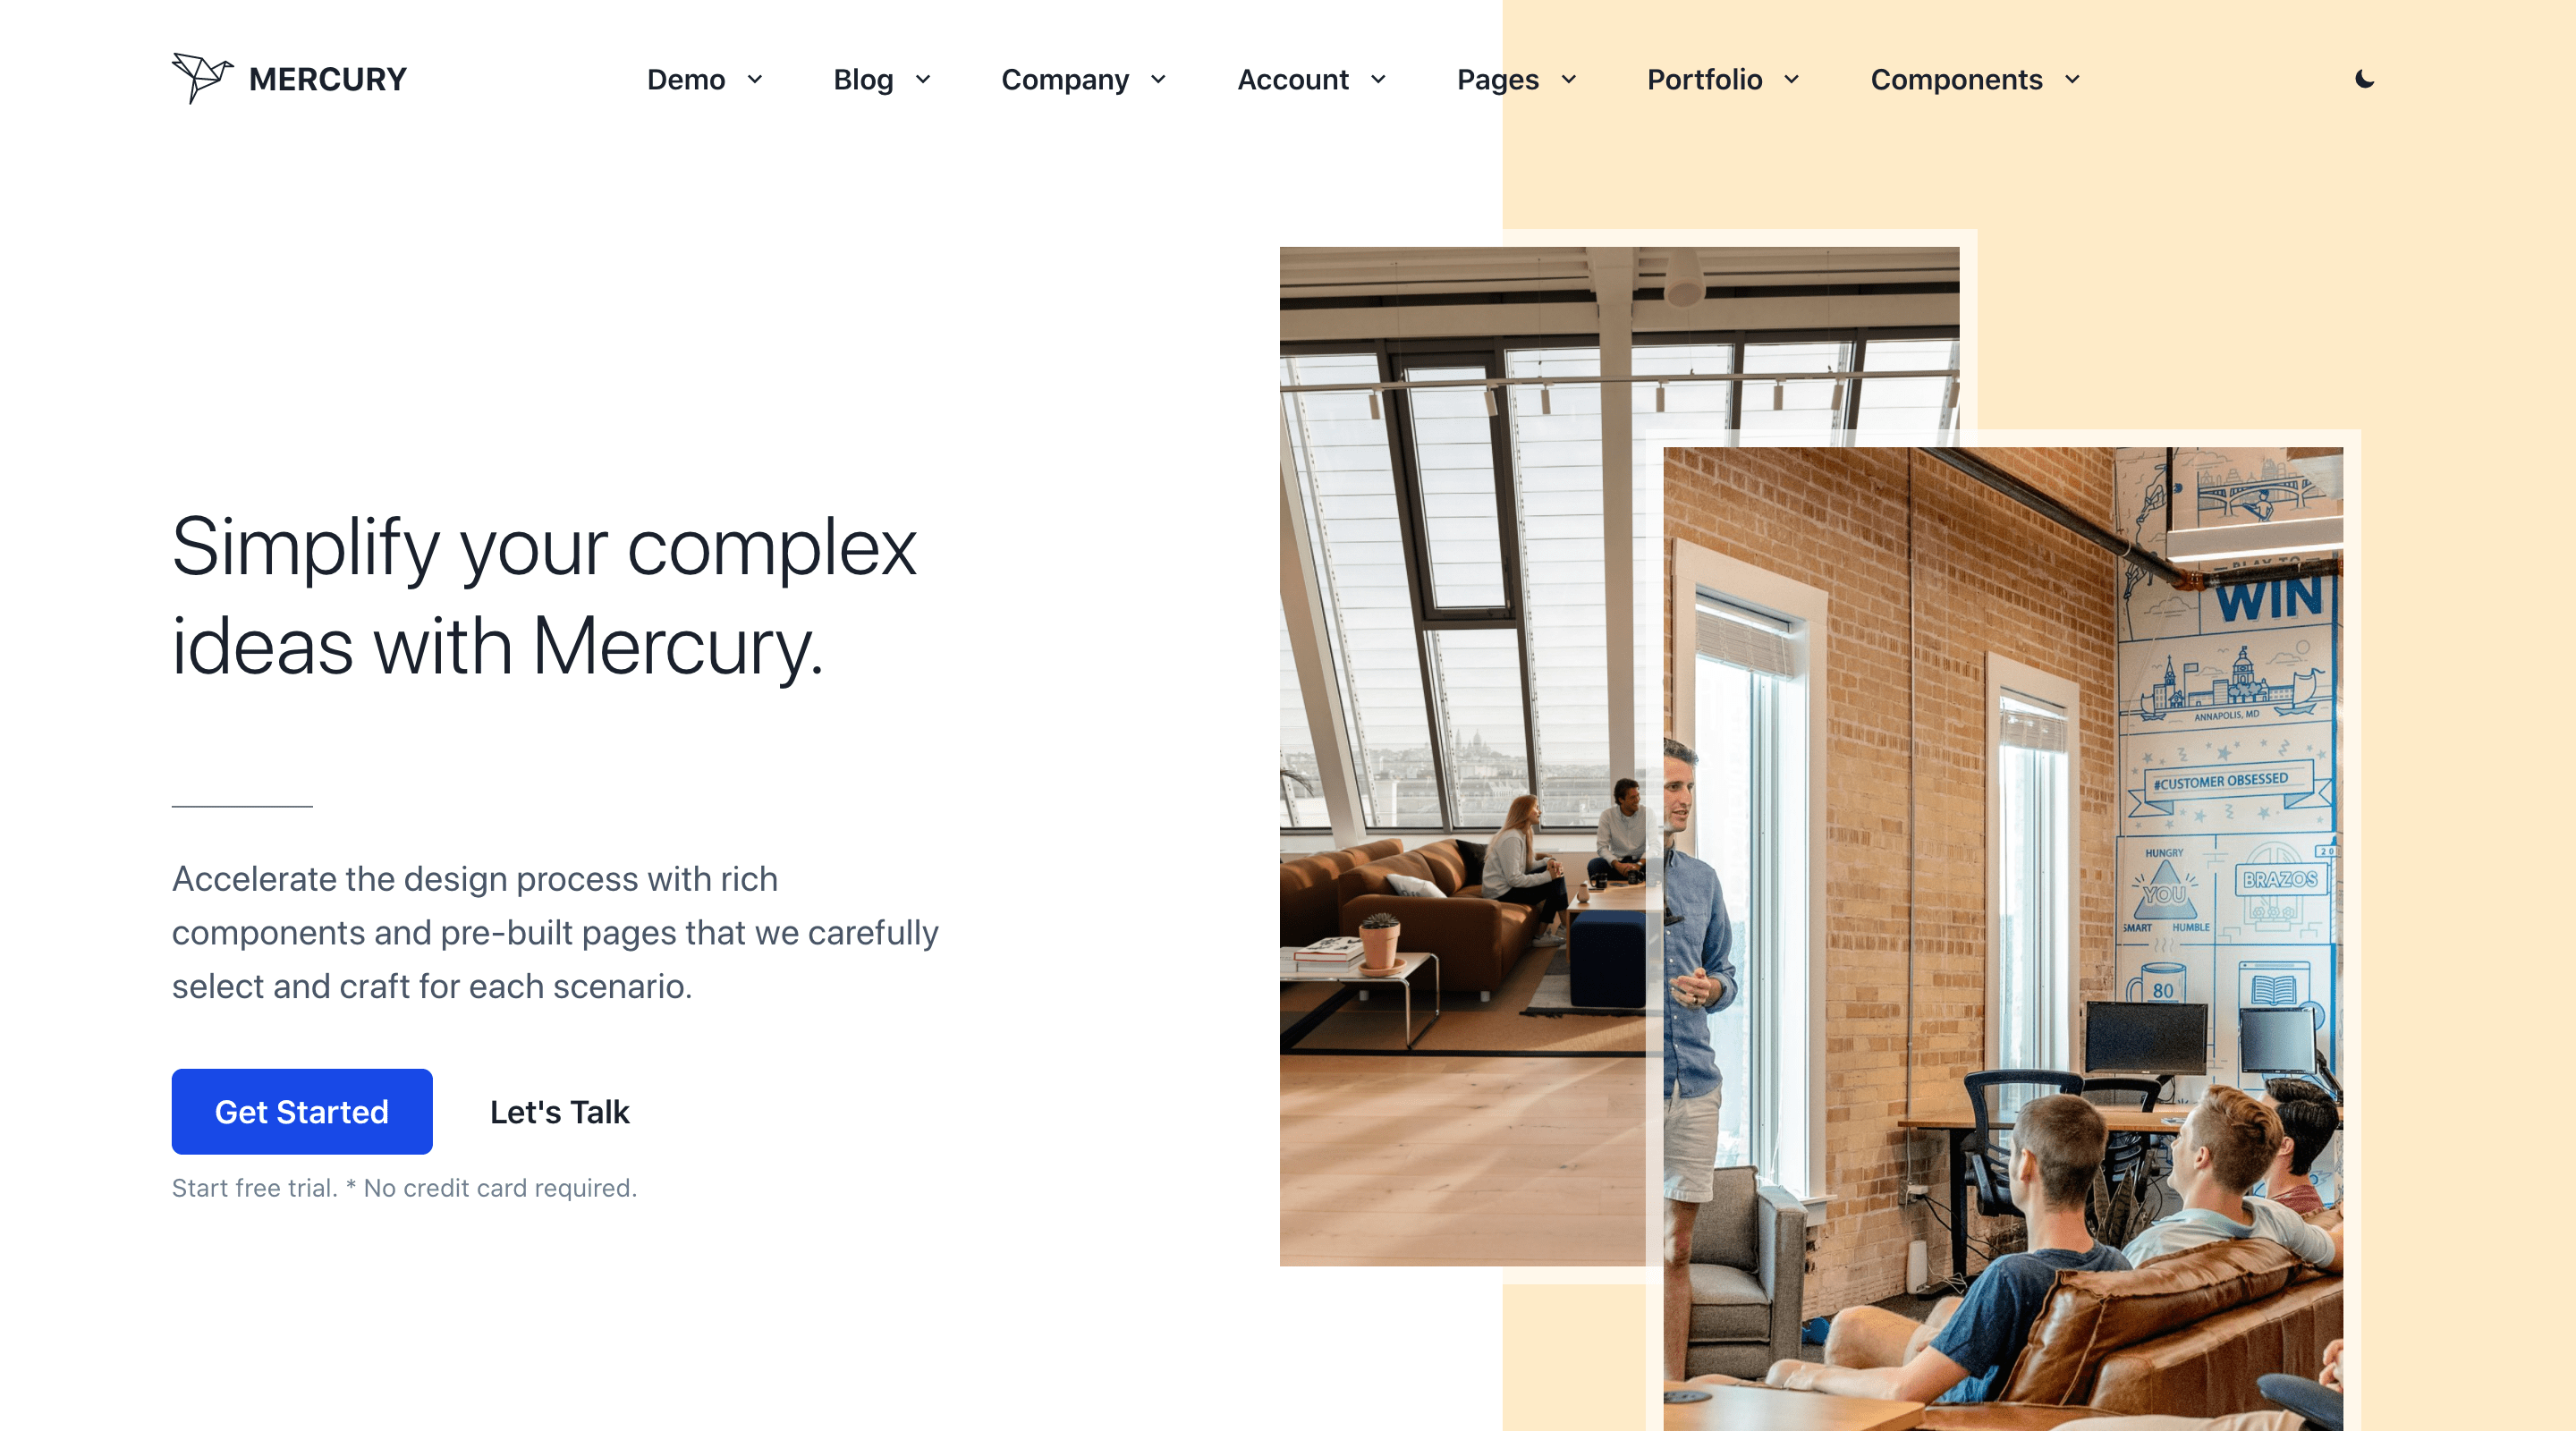 MERCURY
Demo
Blog
Company
Account
Pages
Portfolio
Components
Simplify your complex
ideas with Mercury.
Accelerate the design process with rich
components and pre-built pages that we carefully
select and craft for each scenario.
Get Started
Let's Talk
Start free trial. * No credit card required.
WIN
ANNAPOLIS, MD
#CUSTOMER OBSESSED
HUNGRY
YOU
SMART HUMBLE
20
BRAZOS
80